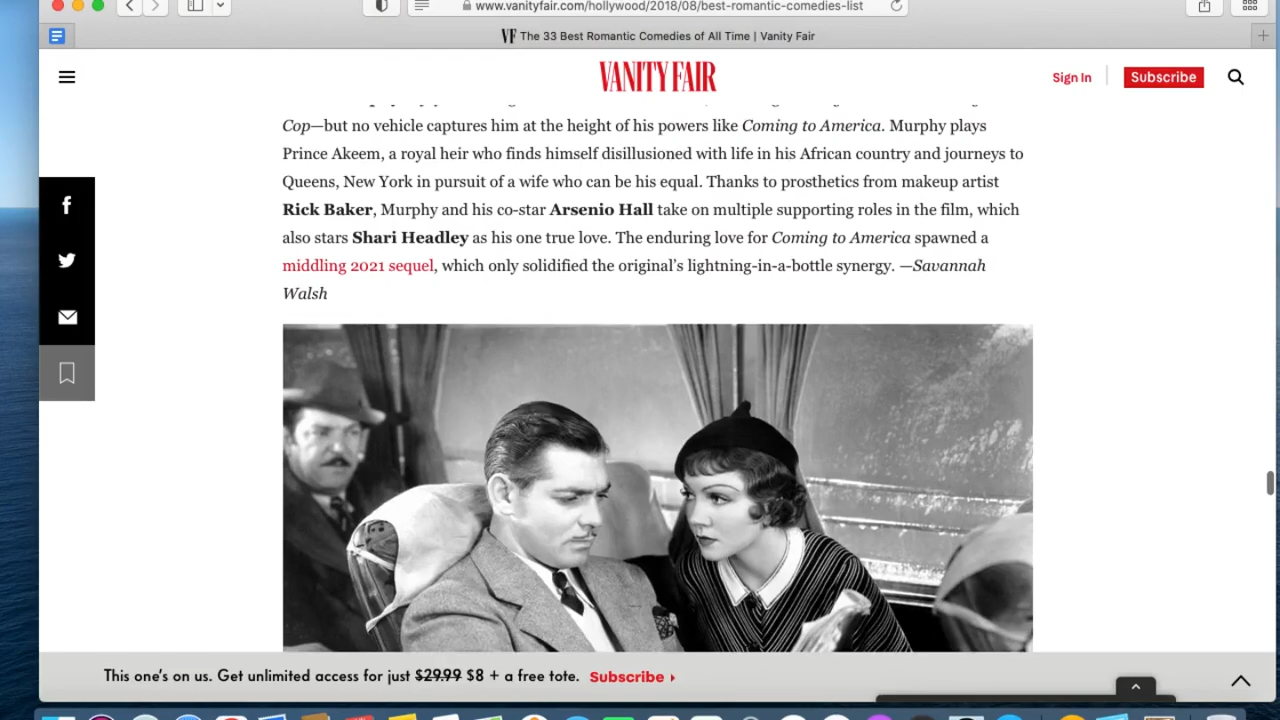 www.vanityfair.com/hollywood/2018/08/best-romantic-comedies-list
VF The 33 Best Romantic Comedies of All Time | Vanity Fair
VANITY FAIR
Sign In
Subscribe
Cop—but no vehicle captures him at the height of his powers like Coming to America. Murphy plays
Prince Akeem, a royal heir who finds himself disillusioned with life in his African country and journeys to
Queens, New York in pursuit of a wife who can be his equal. Thanks to prosthetics from makeup artist
Rick Baker, Murphy and his co-star Arsenio Hall take on multiple supporting roles in the film, which
also stars Shari Headley as his one true love. The enduring love for Coming to America spawned a
middling 2021 sequel, which only solidified the original’s lightning-in-a-bottle synergy. —Savannah
Walsh
This one’s on us. Get unlimited access for just $29.99 $8 + a free tote. Subscribe